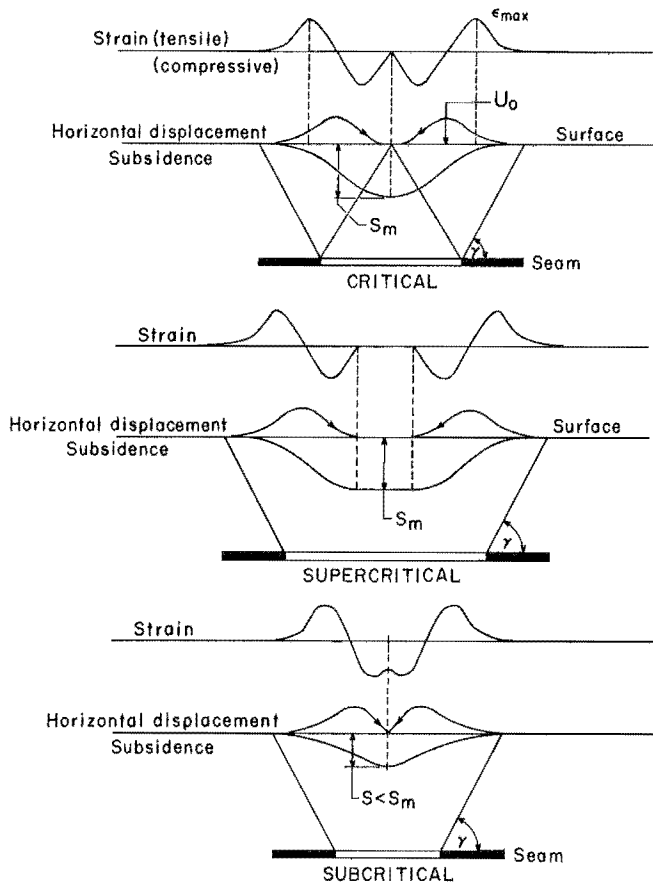 ϵmax
Strain (tensile)
(compressive)
Uo
Horizontal displacement
Surface
Subsidence
Sm
γ
Seam
CRITICAL
Strain
Horizontal displacement
Surface
Subsidence
Sm
γ
SUPERCRITICAL
Strain
Horizontal displacement
Subsidence
S<Sm
γ
Seam
SUBCRITICAL